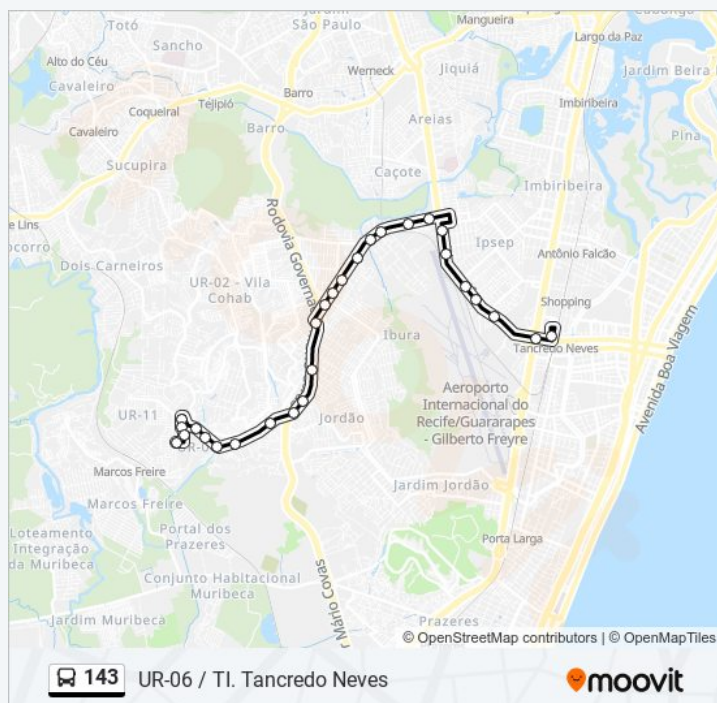 Totó
São Paulo
Mangueira
Largo da Paz
Sancho
Alto do Céu
Werneck
Jiquiá
Jardim Beira
Cavaleiro
Barro
Imbiribeira
Tejipió
Coqueiral
Areias
Cavaleiro
Barro
Pina
Sucupira
Caçote
Imbiribeira
e Lins
Rodovia Governa
Ipsep
ocorro
Antônio Falcão
Dois Carneiros
UR-02 - Vila
Cohab
Shopping
Ibura
Tancredo Neves
Avenida Boa Viagem
Aeroporto
Internacional do
Recife/Guararapes
- Gilberto Freyre
UR-11
Jordão
Marcos Freire
Jardim Jordão
Marcos Freire
Portal dos
Prazeres
Loteamento
Integração
da Muribeca
Porta Larga
Conjunto Habitacional
Muribeca
r Mário Covas
Jardim Muribeca
Prazeres
© OpenStreetMap contributors | © OpenMapTiles
143 UR-06 / TI. Tancredo Neves
moovit